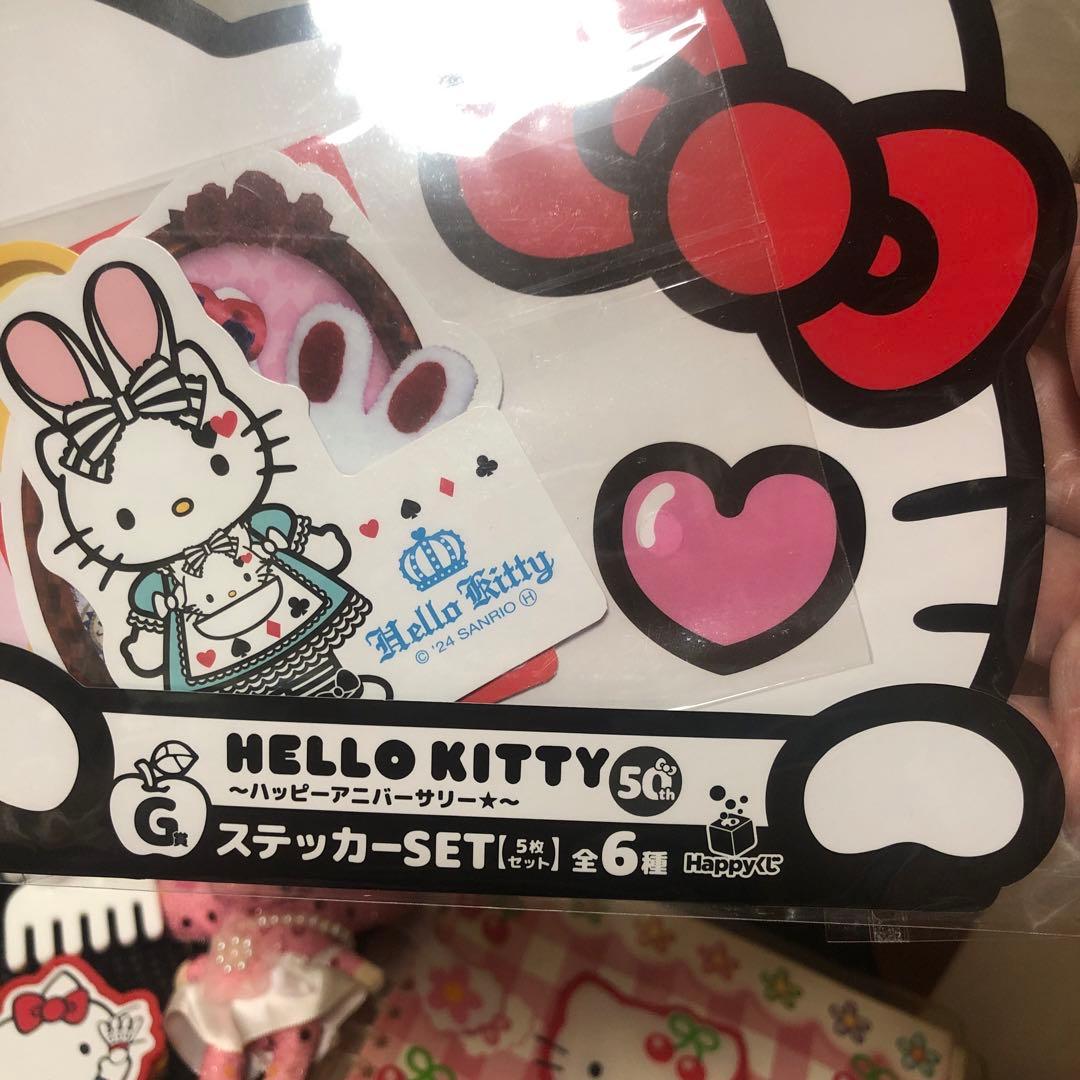 Hello Kitty
© '24 SANRIO Ⓗ
HELLO KITTY 50th
～ハッピーアニバーサリー★～
G賞
ステッカーSET【5枚セット】全6種
Happyくじ